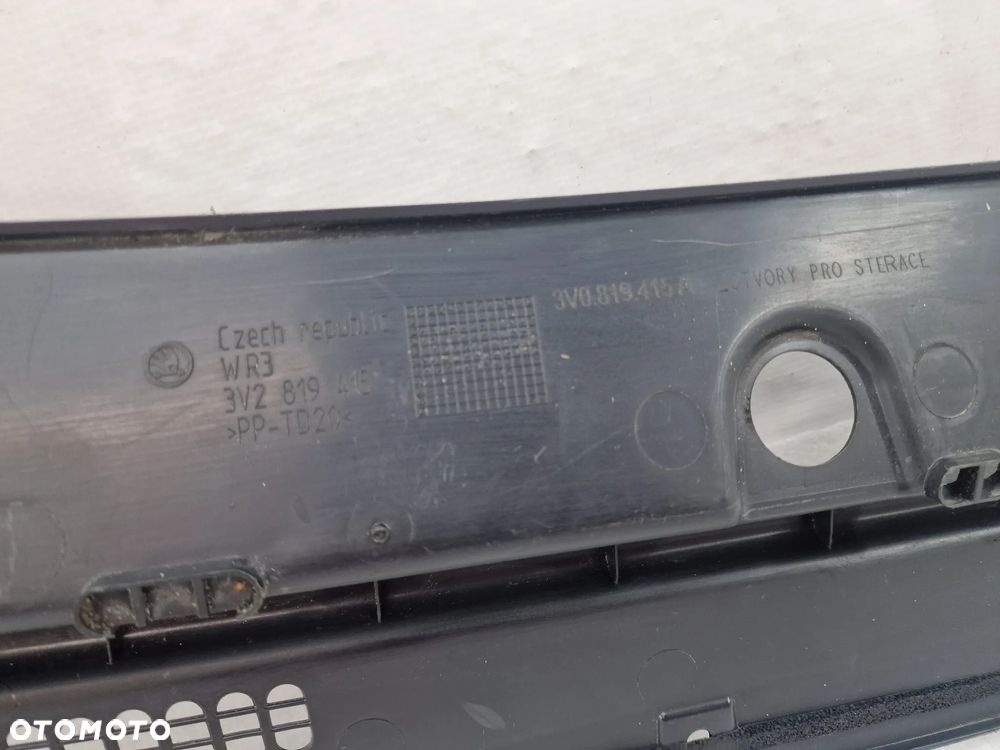 Czech republic
WR3
3V2 819 415
>PP-TD20<
3V0.819.415 A
OTVORY PRO STERACE
OTOMOTO